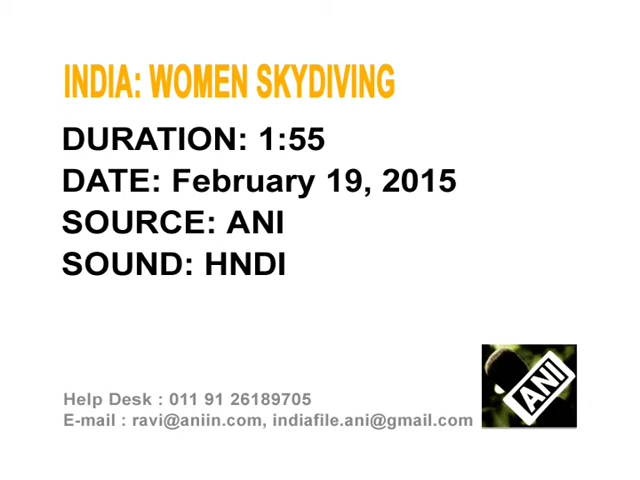 INDIA: WOMEN SKYDIVING
DURATION: 1:55
DATE: February 19, 2015
SOURCE: ANI
SOUND: HNDI
Help Desk : 011 91 26189705
E-mail : ravi@aniin.com, indiafile.ani@gmail.com
ANI